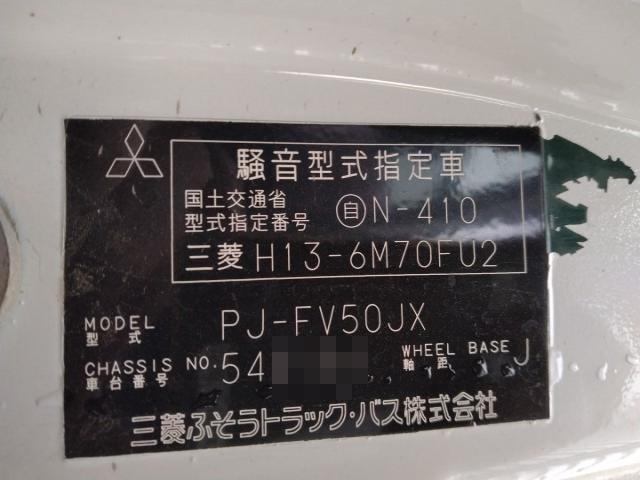 騒音型式指定車
国土交通省
型式指定番号 自N-410
三菱 H13-6M70FU2
MODEL
型式 PJ-FV50JX
CHASSIS NO. 54
車台番号
WHEEL BASE J
軸距
三菱ふそうトラック・バス株式会社